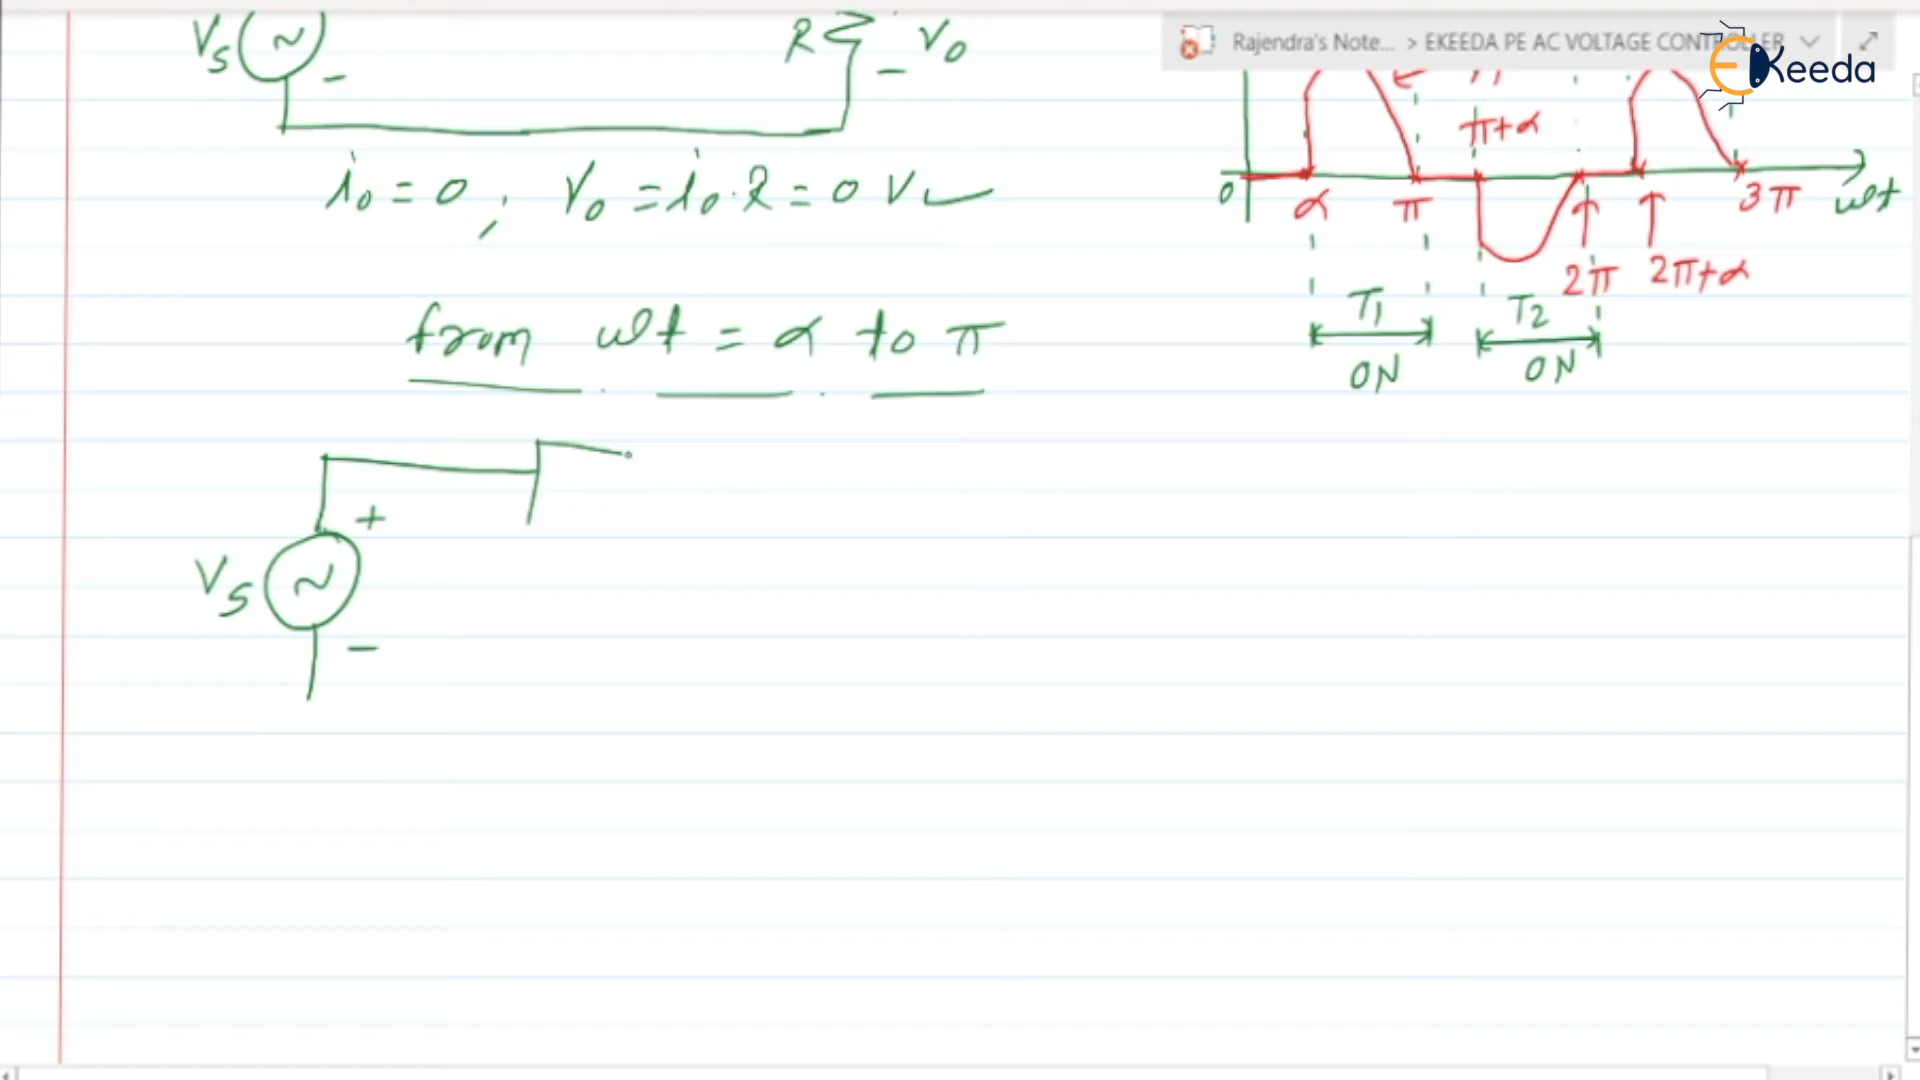 Rajendra's Note... > EKEEDA PE AC VOLTAGE CONTROLLER
EKeeda
Vs ~ -
R - Vo
i₀ = 0 , V₀ = i₀ · R = 0 V
from ωt = α to π
+
Vs ~
-
π+α
0 α π 3π ωt
2π 2π+α
T1 T2
ON ON